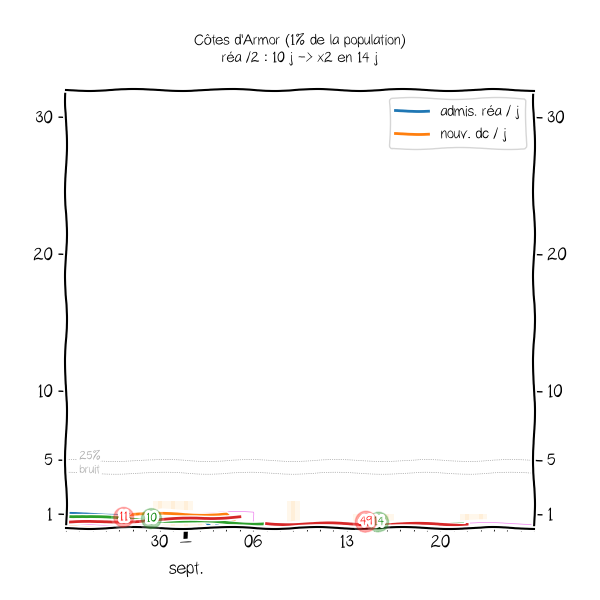 Côtes d'Armor (1% de la population)
réa /2 : 10 j -> x2 en 14 j
admis. réa / j
nouv. dc / j
30 30
20 20
10 10
5 25% 5
bruit
1 11 10 49 14 1
30 06 13 20
sept.